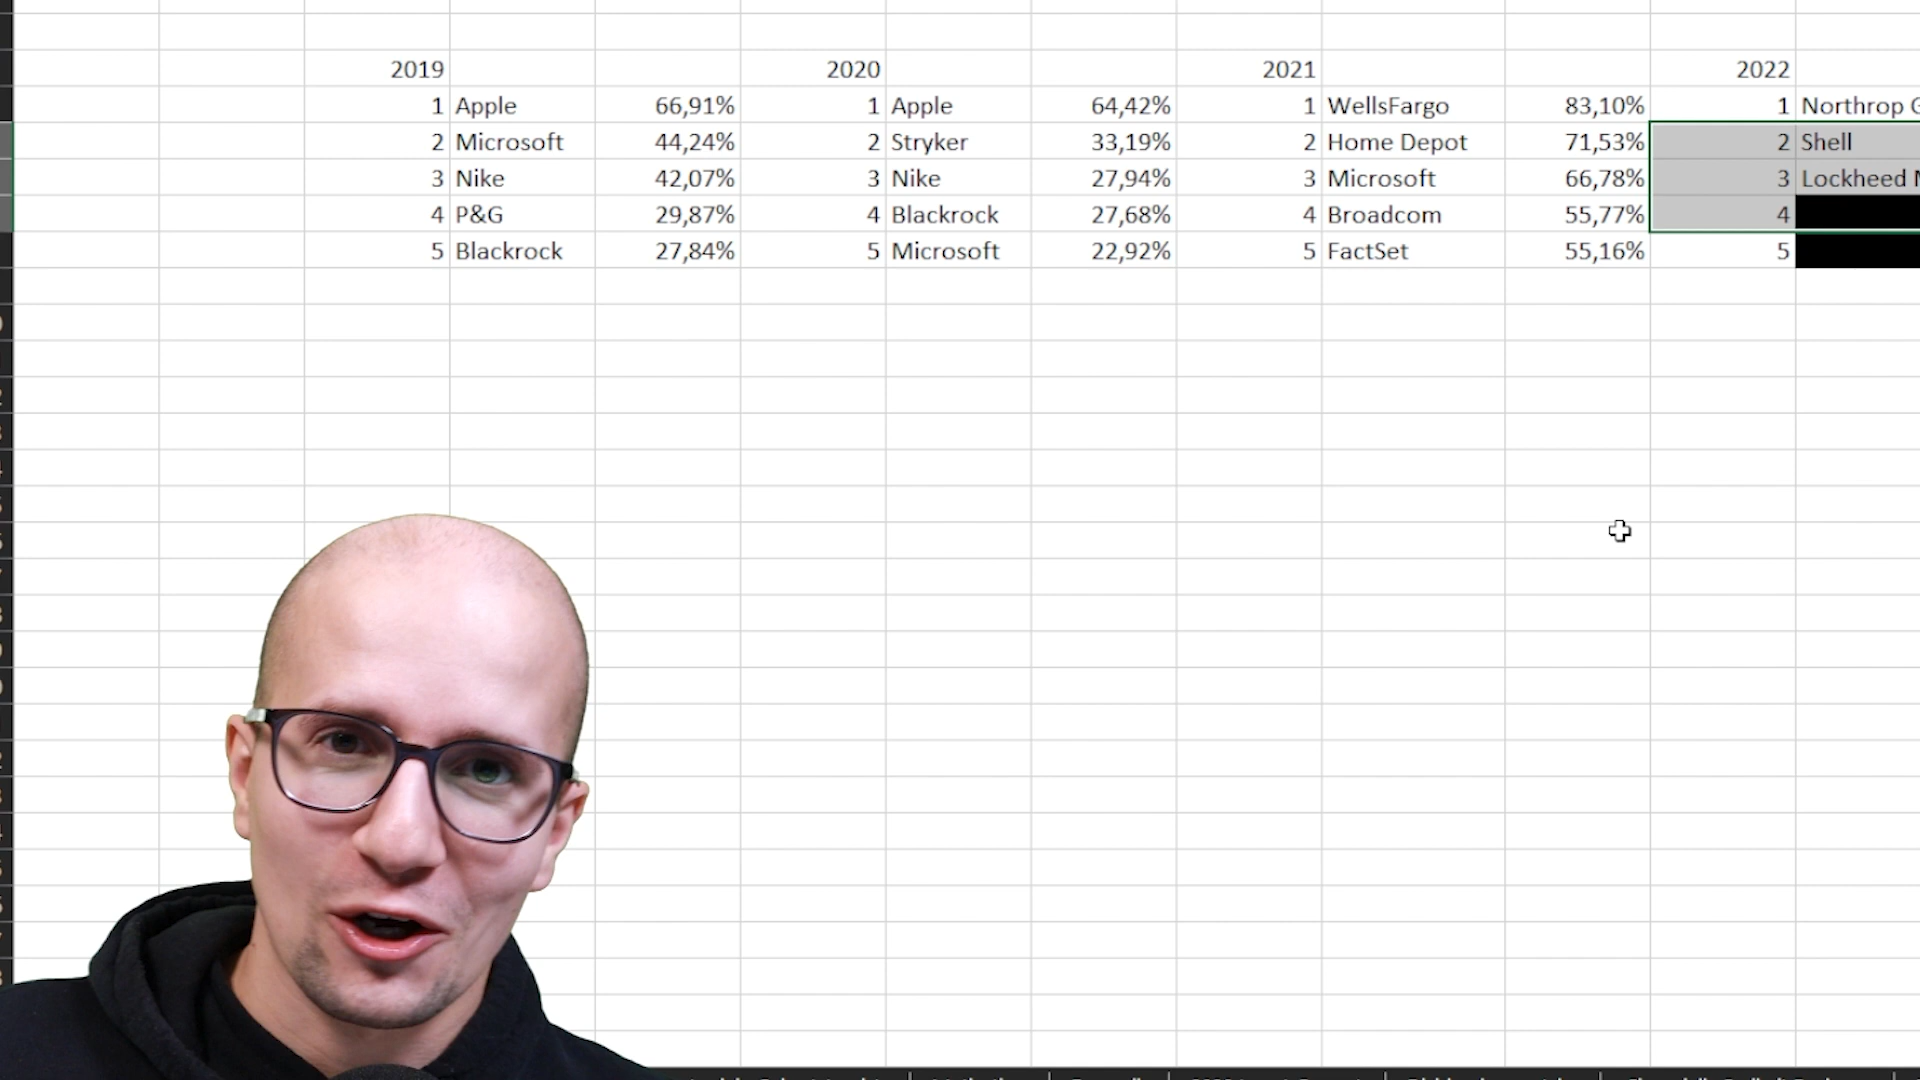 2019 2020 2021 2022
1 Apple 66,91% 1 Apple 64,42% 1 WellsFargo 83,10% 1 Northrop
2 Microsoft 44,24% 2 Stryker 33,19% 2 Home Depot 71,53% 2 Shell
3 Nike 42,07% 3 Nike 27,94% 3 Microsoft 66,78% 3 Lockheed
4 P&G 29,87% 4 Blackrock 27,68% 4 Broadcom 55,77% 4
5 Blackrock 27,84% 5 Microsoft 22,92% 5 FactSet 55,16% 5